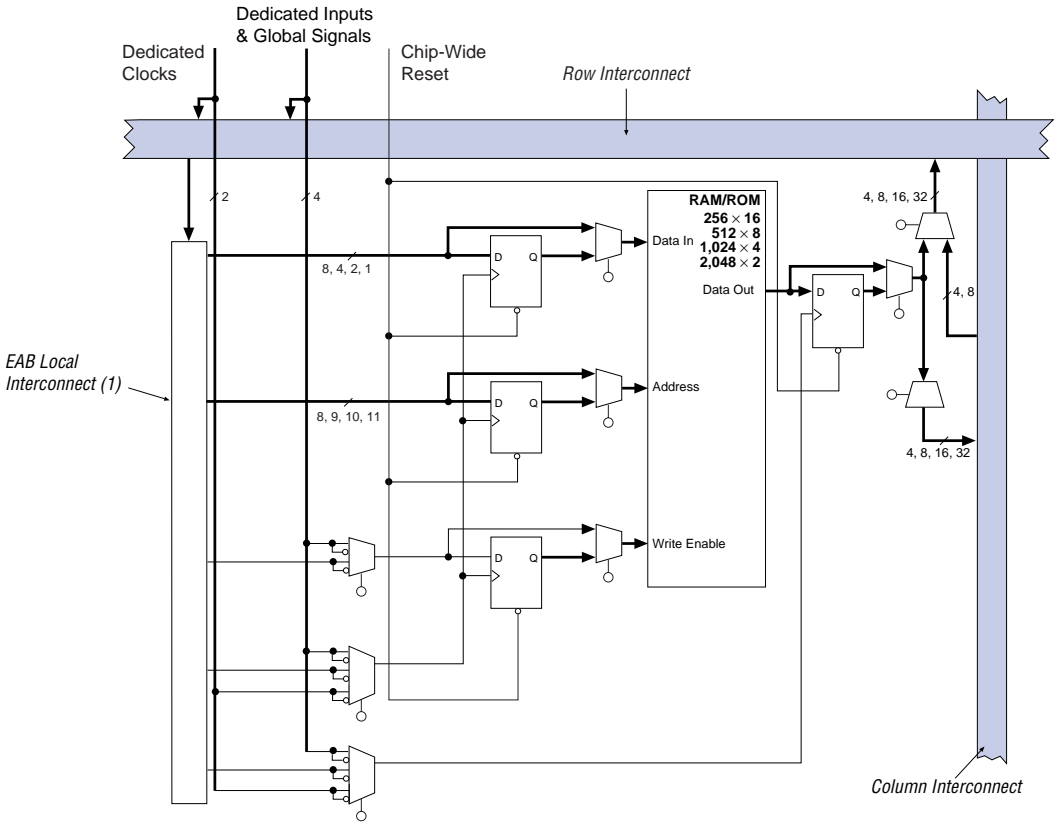 Dedicated Inputs
& Global Signals
Dedicated
Clocks
Chip-Wide
Reset
Row Interconnect
2
4
4, 8, 16, 32
RAM/ROM
256 × 16
512 × 8
1,024 × 4
2,048 × 2
Data In
D
Q
8, 4, 2, 1
Data Out
D
Q
4, 8
EAB Local
Interconnect (1)
Address
D
Q
8, 9, 10, 11
4, 8, 16, 32
Write Enable
D
Q
Column Interconnect